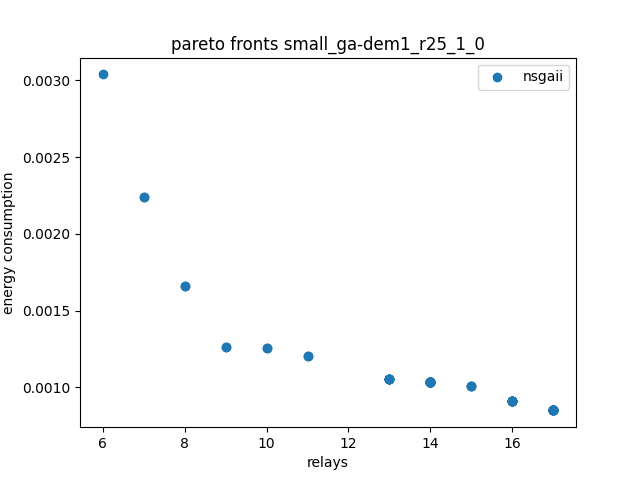 pareto fronts small_ga-dem1_r25_1_0
nsgaii
0.0030
0.0025
0.0020
0.0015
0.0010
energy consumption
6 8 10 12 14 16
relays